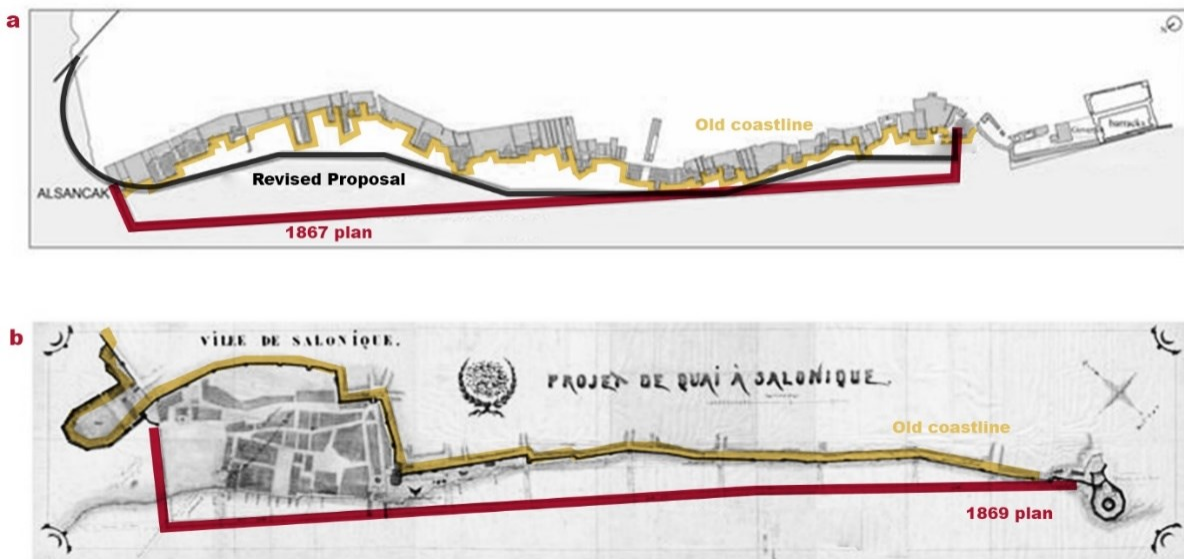 a
N
Old coastline
barracks
Revised Proposal
ALSANCAK
1867 plan
b
VILLE DE SALONIQUE.
PROJET DE QUAI À SALONIQUE
Old coastline
1869 plan